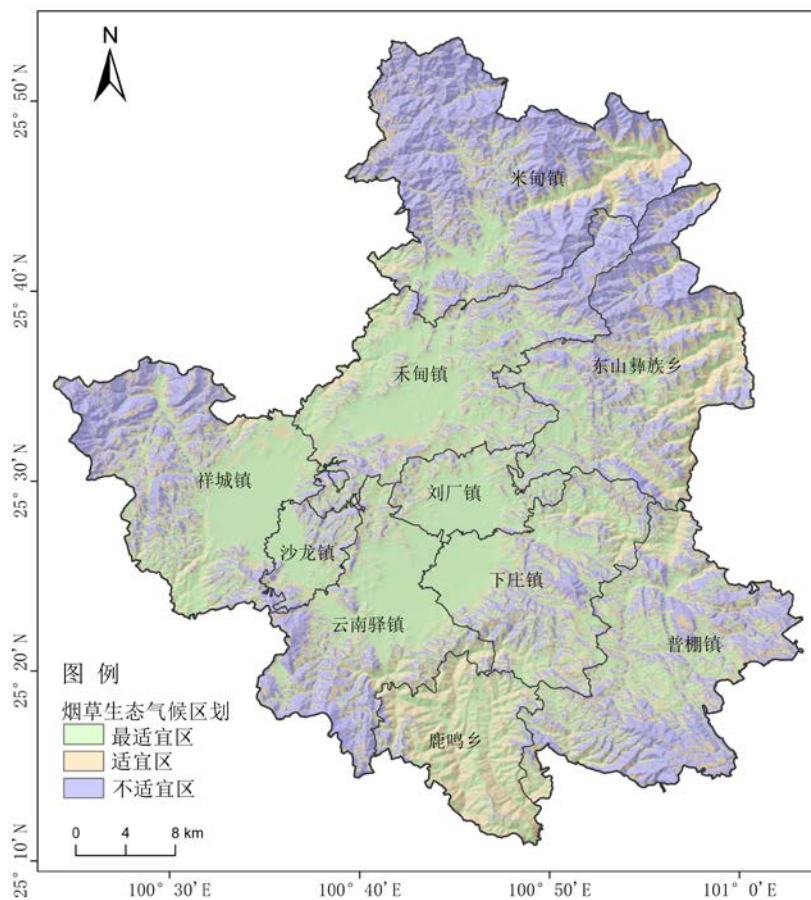 N
25° 50′N
25° 40′N
25° 30′N
25° 20′N
25° 10′N
米甸镇
东山彝族乡
禾甸镇
祥城镇
刘厂镇
沙龙镇
下庄镇
云南驿镇
普棚镇
鹿鸣乡
图 例
烟草生态气候区划
最适宜区
适宜区
不适宜区
0 4 8 km
100° 30′E
100° 40′E
100° 50′E
101° 0′E